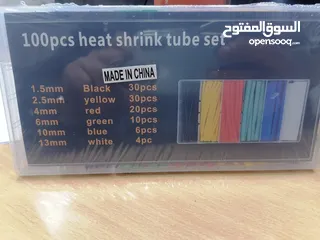 السوق المفتوح
opensooq.com
100pcs heat shrink tube set
MADE IN CHINA
1.5mm Black 30pcs
2.5mm yellow 30pcs
4mm red 20pcs
6mm green 10pcs
10mm blue 6pcs
13mm white 4pc